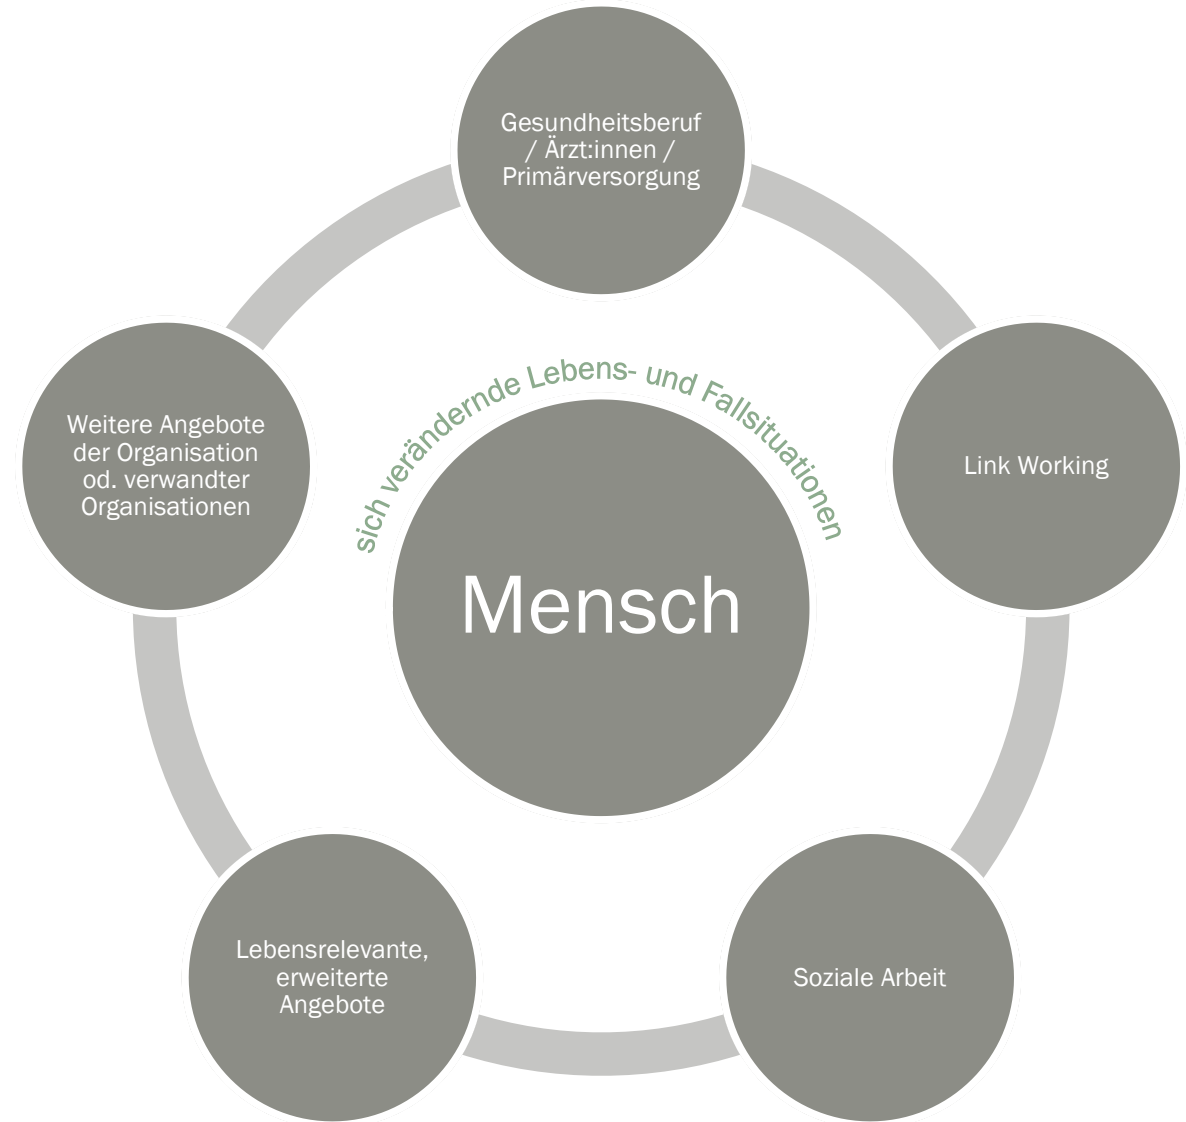 Gesundheitsberuf
/ Ärzt:innen /
Primärversorgung
Link Working
Soziale Arbeit
Lebensrelevante,
erweiterte
Angebote
Weitere Angebote
der Organisation
od. verwandter
Organisationen
sich verändernde Lebens- und Fallsituationen
Mensch